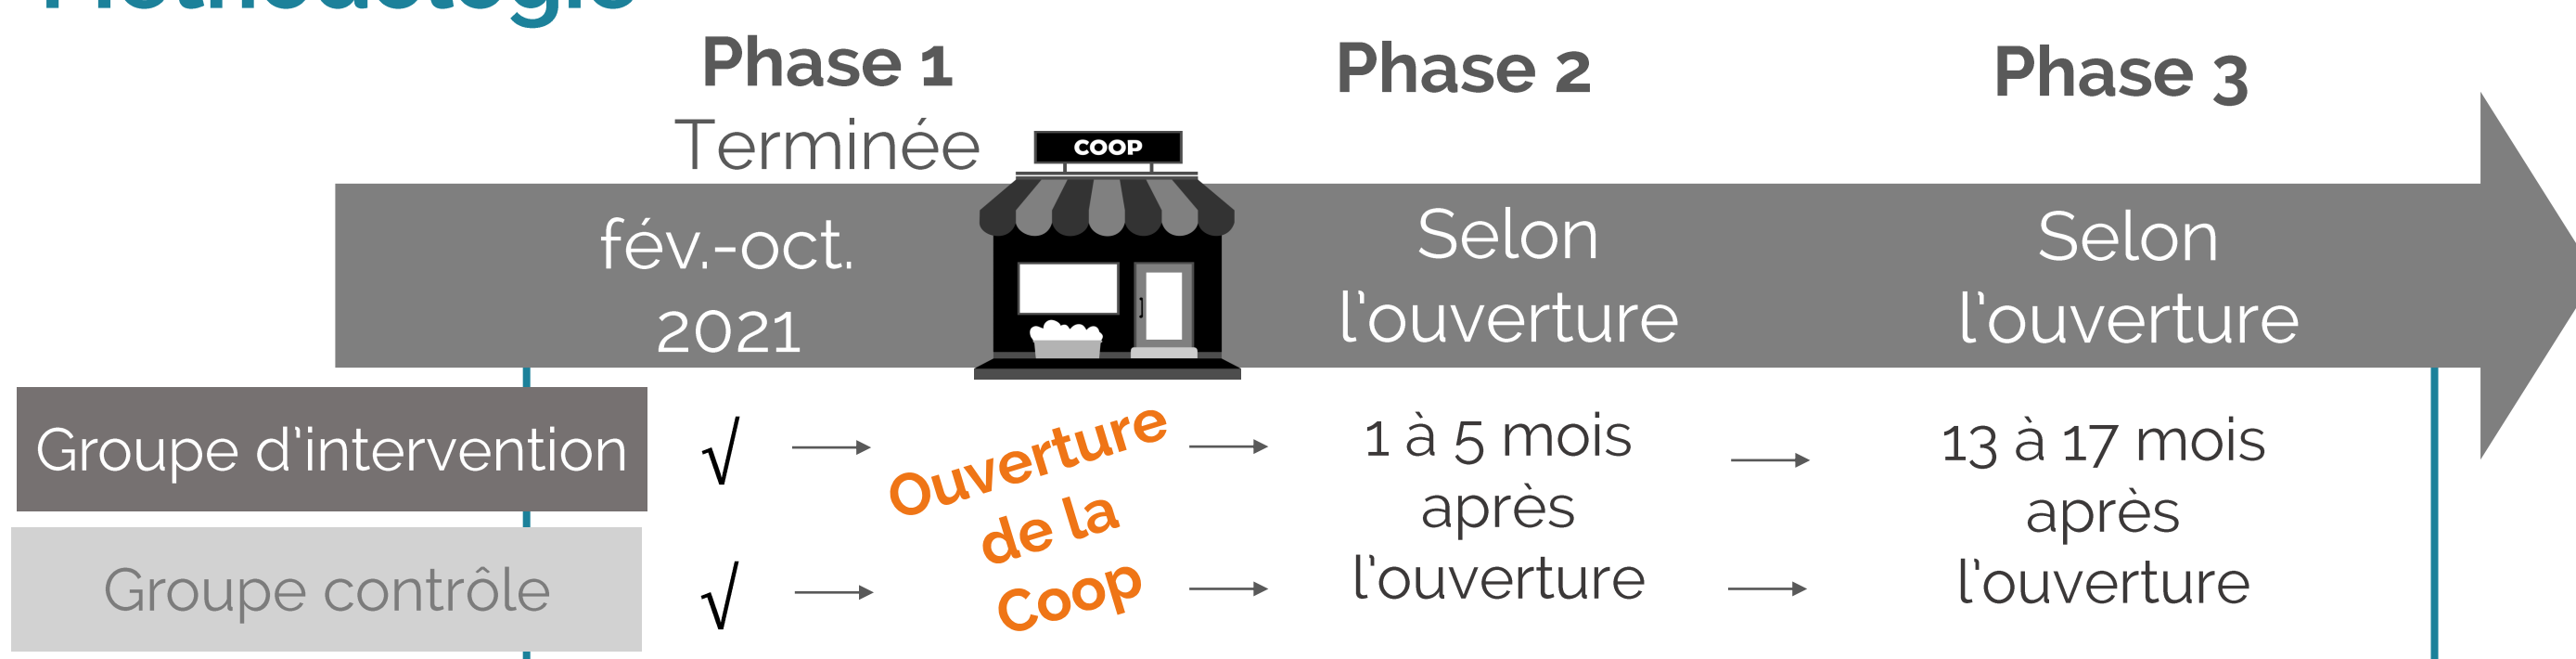 Méthodologie
Phase 1
Phase 2
Phase 3
Terminée
COOP
fév.-oct.
2021
Selon
l'ouverture
Selon
l'ouverture
Groupe d'intervention
√
Ouverture
de la
Coop
1 à 5 mois
après
l'ouverture
13 à 17 mois
après
l'ouverture
Groupe contrôle
√